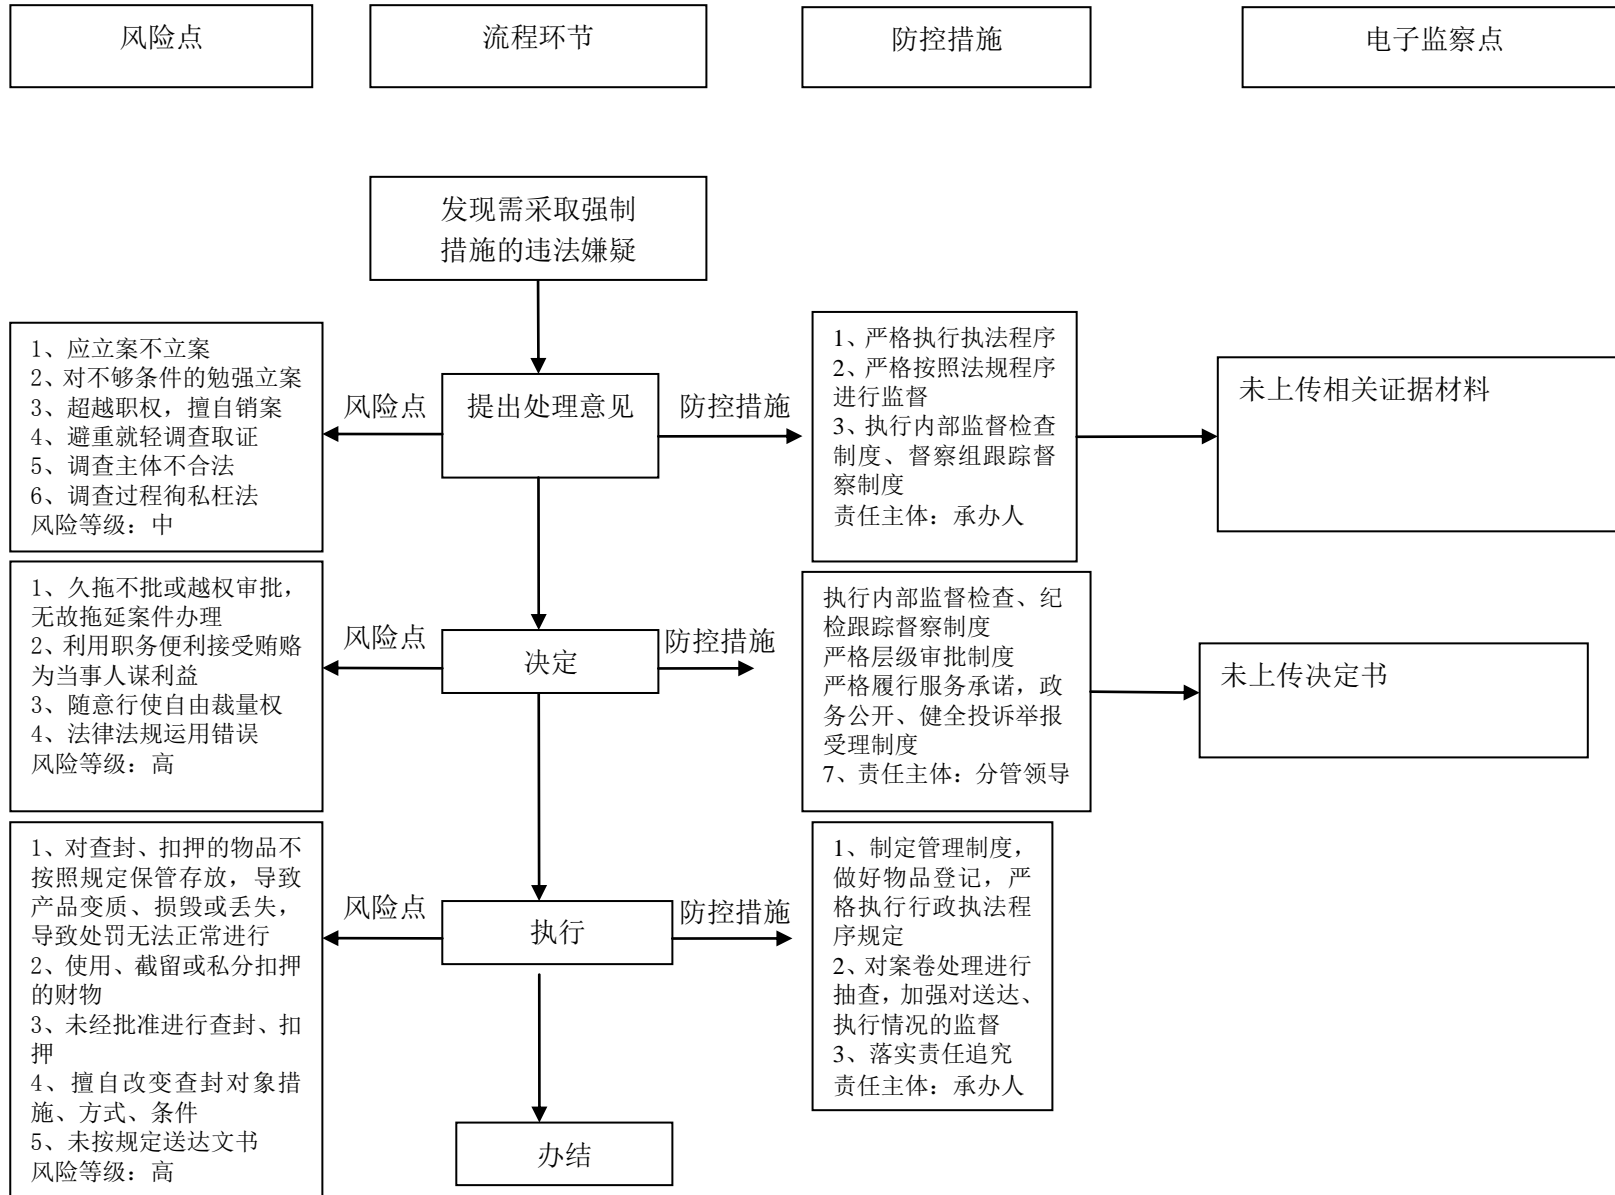 风险点
流程环节
防控措施
电子监察点
发现需采取强制
措施的违法嫌疑
1、应立案不立案
2、对不够条件的勉强立案
3、超越职权，擅自销案
4、避重就轻调查取证
5、调查主体不合法
6、调查过程徇私枉法
风险等级：中
风险点
提出处理意见
防控措施
1、严格执行执法程序
2、严格按照法规程序
进行监督
3、执行内部监督检查
制度、督察组跟踪督
察制度
责任主体：承办人
未上传相关证据材料
1、久拖不批或越权审批，
无故拖延案件办理
2、利用职务便利接受贿赂
为当事人谋利益
3、随意行使自由裁量权
4、法律法规运用错误
风险等级：高
风险点
决定
防控措施
执行内部监督检查、纪
检跟踪督察制度
严格层级审批制度
严格履行服务承诺，政
务公开、健全投诉举报
受理制度
7、责任主体：分管领导
未上传决定书
1、对查封、扣押的物品不
按照规定保管存放，导致
产品变质、损毁或丢失，
导致处罚无法正常进行
2、使用、截留或私分扣押
的财物
3、未经批准进行查封、扣
押
4、擅自改变查封对象措
施、方式、条件
5、未按规定送达文书
风险等级：高
风险点
执行
防控措施
1、制定管理制度，
做好物品登记，严
格执行行政执法程
序规定
2、对案卷处理进行
抽查，加强对送达、
执行情况的监督
3、落实责任追究
责任主体：承办人
办结